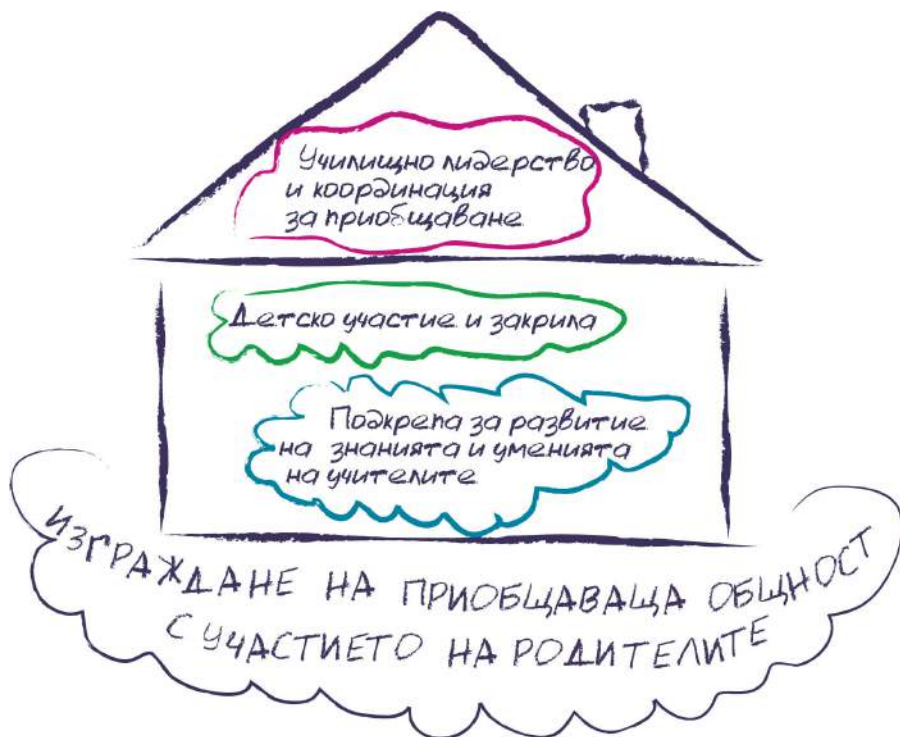 Училищно лидерство
и координация
за приобщаване
Детско участие и закрила
Подкрепа за развитие
на знанията и уменията
на учителите
ИЗГРАЖДАНЕ НА ПРИОБЩАВАЩА ОБЩНОСТ
С УЧАСТИЕТО НА РОДИТЕЛИТЕ